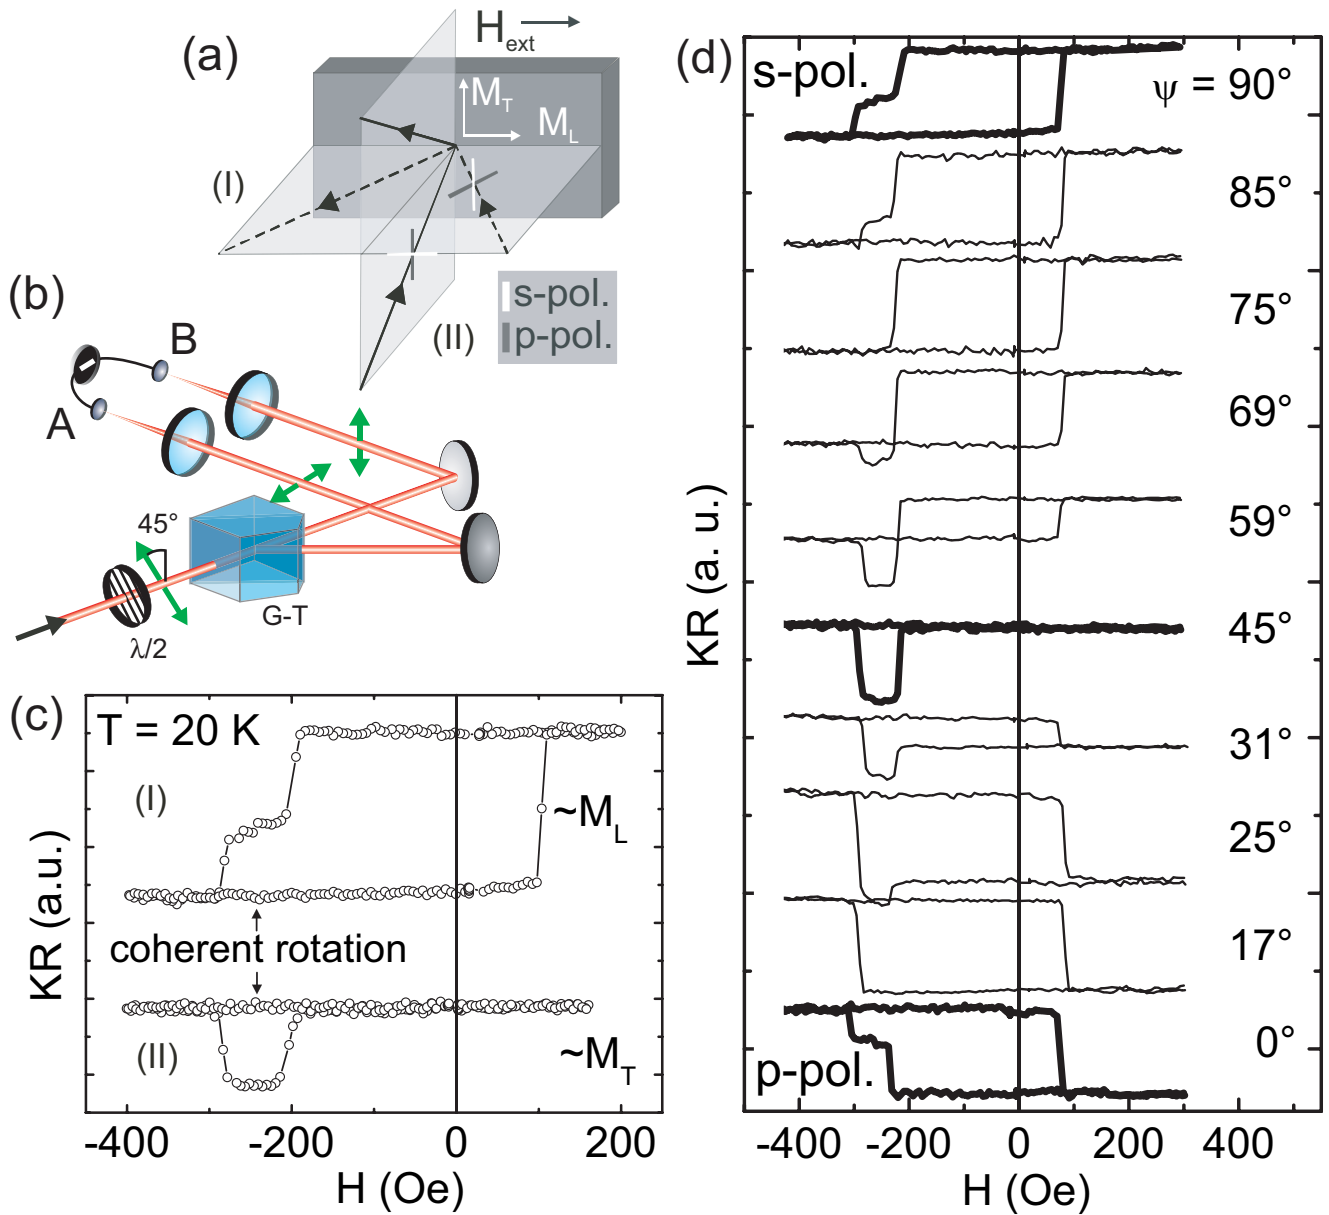 (a)
H_ext
M_T
M_L
(I)
(II)
s-pol.
p-pol.
(b)
B
A
45°
G-T
λ/2
(c)
T = 20 K
(I)
~M_L
coherent rotation
(II)
~M_T
KR (a.u.)
-400
-200
0
200
H (Oe)
(d)
s-pol.
ψ = 90°
85°
75°
69°
59°
45°
31°
25°
17°
0°
p-pol.
KR (a. u.)
-400
-200
0
200
400
H (Oe)